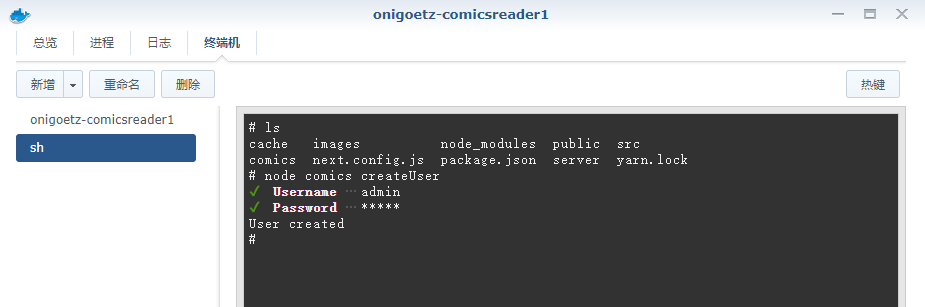 onigoetz-comicsreader1
总览 进程 日志 终端机
新增 重命名 删除 热键
onigoetz-comicsreader1
sh
# ls
cache images node_modules public src
comics next.config.js package.json server yarn.lock
# node comics createUser
✓ Username ··· admin
✓ Password ··· *****
User created
#